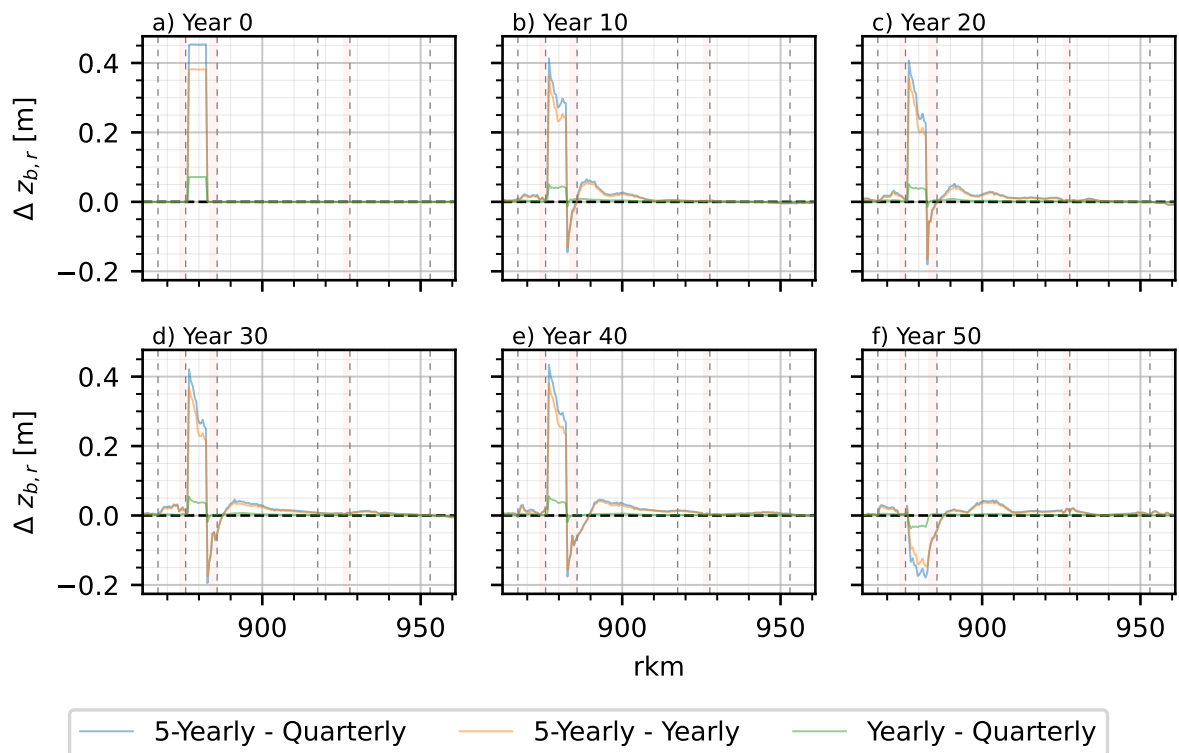 a) Year 0
b) Year 10
c) Year 20
Δ z_{b,r} [m]
0.4
0.2
0.0
−0.2
d) Year 30
e) Year 40
f) Year 50
Δ z_{b,r} [m]
0.4
0.2
0.0
−0.2
900 950 900 950 900 950
rkm
5-Yearly - Quarterly 5-Yearly - Yearly Yearly - Quarterly